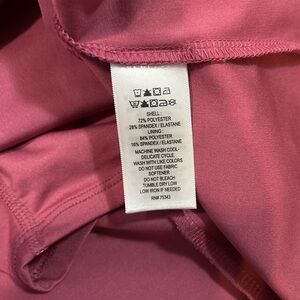 SHELL:
72% POLYESTER
28% SPANDEX / ELASTANE
LINING:
84% POLYESTER
16% SPANDEX / ELASTANE
MACHINE WASH COOL-
DELICATE CYCLE
WASH WITH LIKE COLORS
DO NOT USE FABRIC
SOFTENER
DO NOT BLEACH
TUMBLE DRY LOW
LOW IRON IF NEEDED
RN# 75343